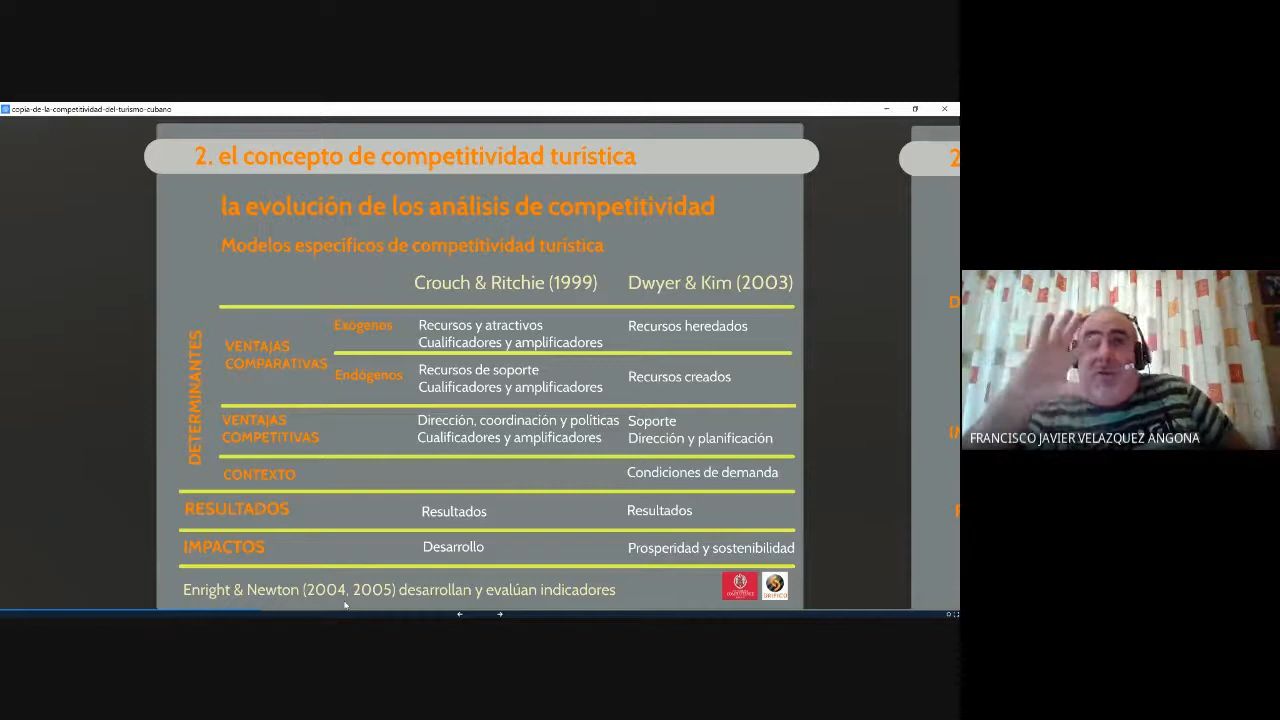 copia-de-la-competitividad-del-turismo-cubano
2. el concepto de competitividad turística
2
la evolución de los análisis de competitividad
Modelos específicos de competitividad turística
Crouch & Ritchie (1999) Dwyer & Kim (2003)
DETERMINANTES
VENTAJAS
COMPARATIVAS
Exógenos
Recursos y atractivos
Cualificadores y amplificadores
Recursos heredados
Endógenos
Recursos de soporte
Cualificadores y amplificadores
Recursos creados
VENTAJAS
COMPETITIVAS
Dirección, coordinación y políticas
Cualificadores y amplificadores
Soporte
Dirección y planificación
CONTEXTO
Condiciones de demanda
RESULTADOS
Resultados
Resultados
IMPACTOS
Desarrollo
Prosperidad y sostenibilidad
Enright & Newton (2004, 2005) desarrollan y evalúan indicadores
FRANCISCO JAVIER VELAZQUEZ ANGONA